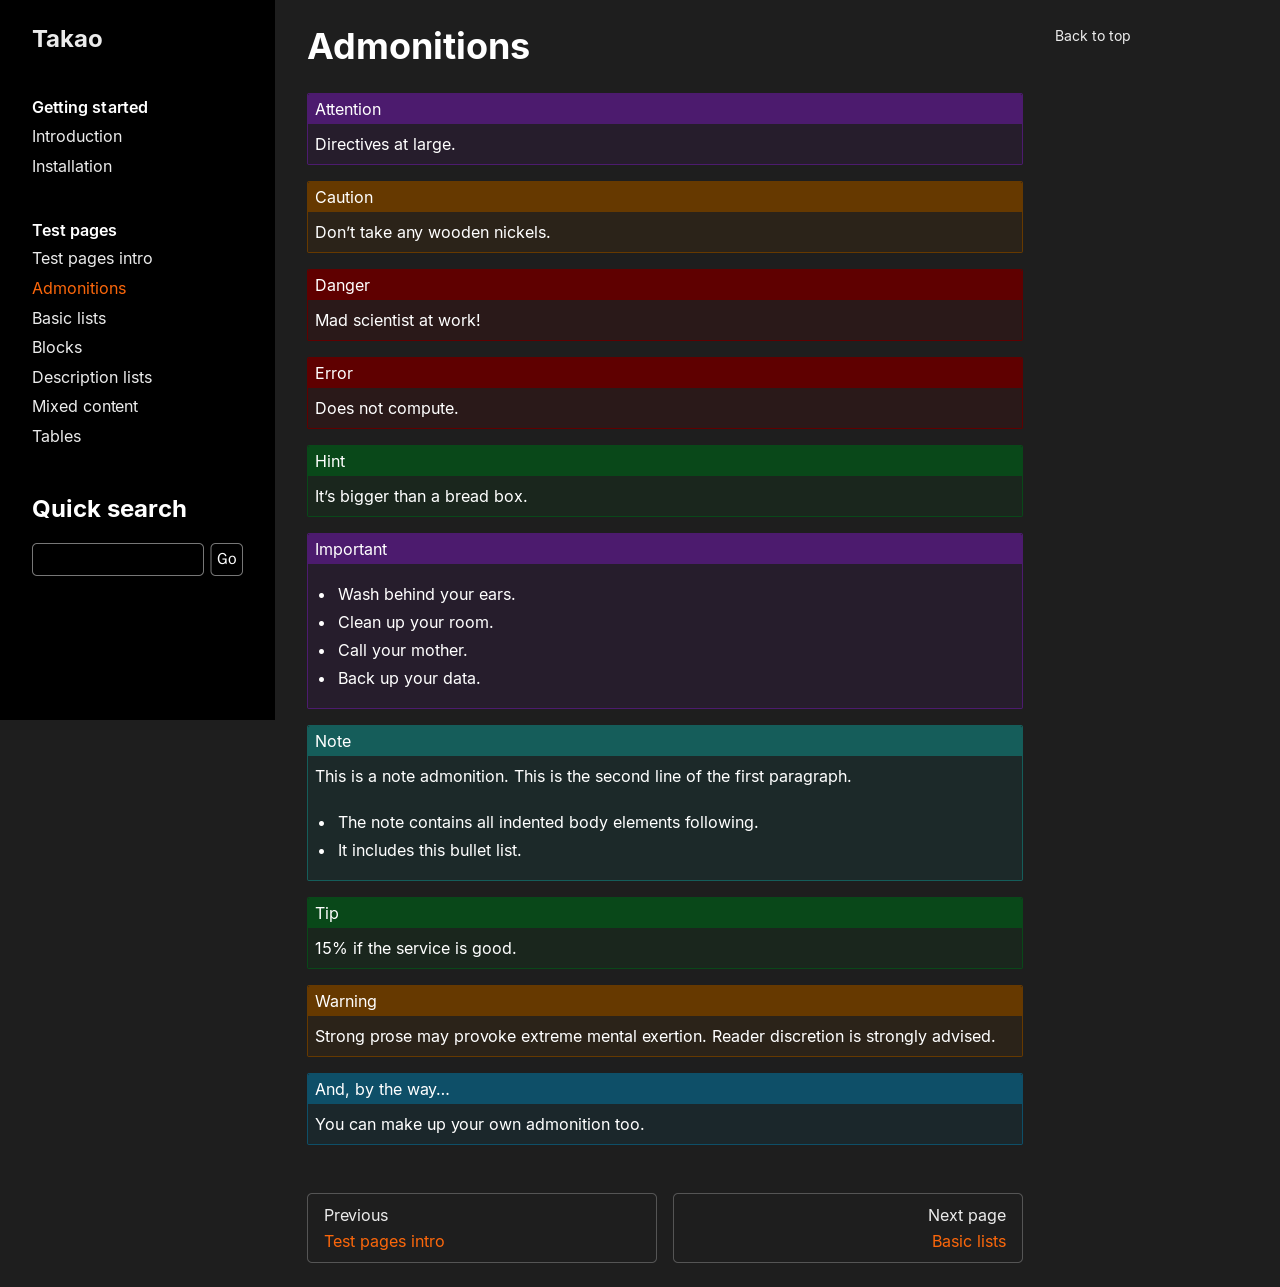 Takao
Getting started
Introduction
Installation
Test pages
Test pages intro
Admonitions
Basic lists
Blocks
Description lists
Mixed content
Tables
Quick search
Go
Admonitions
Attention
Directives at large.
Caution
Don’t take any wooden nickels.
Danger
Mad scientist at work!
Error
Does not compute.
Hint
It’s bigger than a bread box.
Important
• Wash behind your ears.
• Clean up your room.
• Call your mother.
• Back up your data.
Note
This is a note admonition. This is the second line of the first paragraph.
• The note contains all indented body elements following.
• It includes this bullet list.
Tip
15% if the service is good.
Warning
Strong prose may provoke extreme mental exertion. Reader discretion is strongly advised.
And, by the way…
You can make up your own admonition too.
Previous
Test pages intro
Next page
Basic lists
Back to top